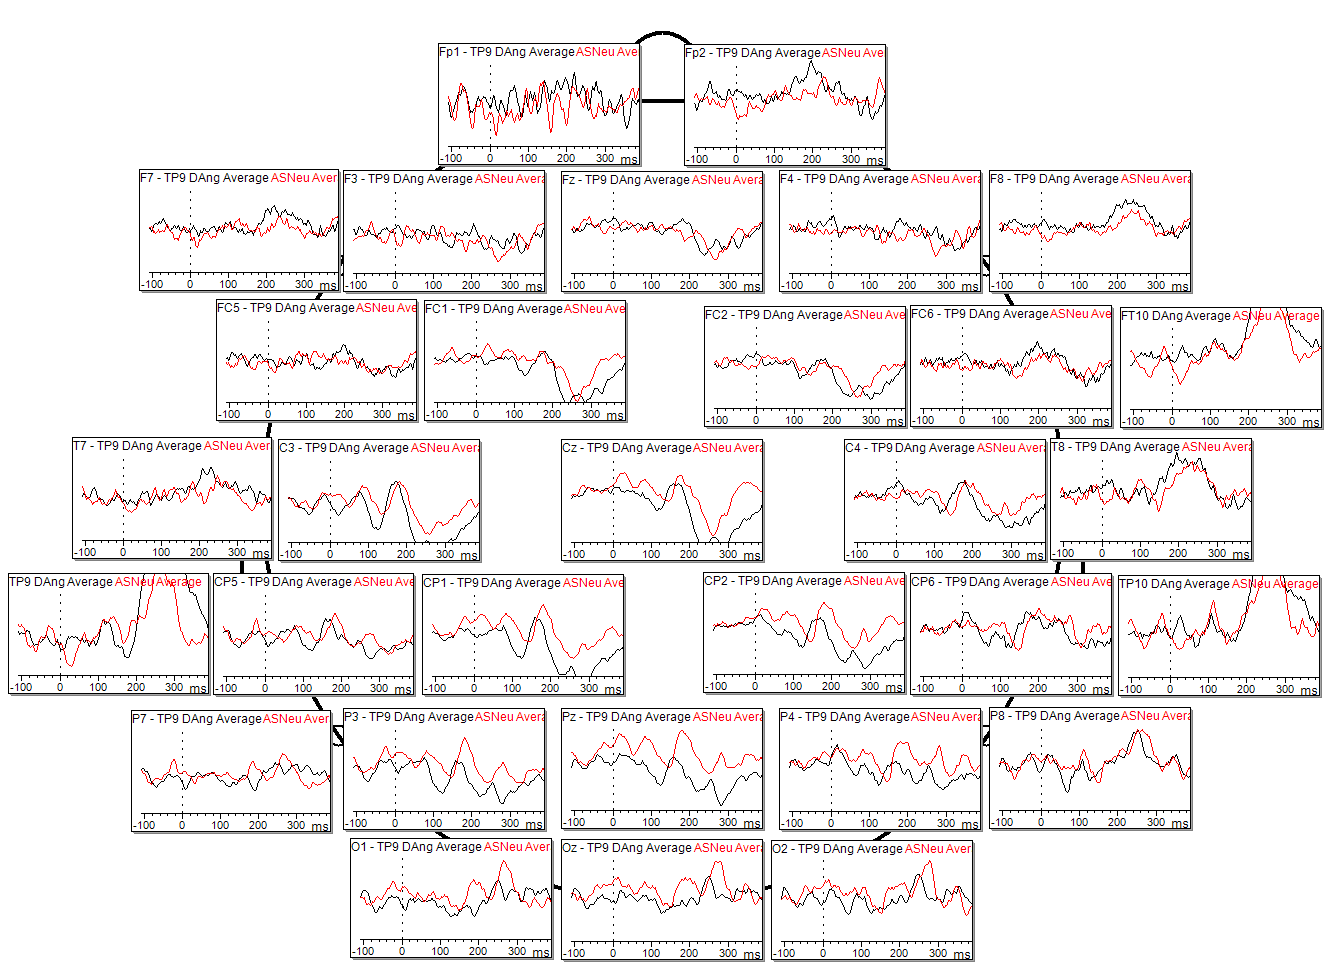 Fp1 - TP9 DAng Average ASNeu Ave
-100 0 100 200 300 ms
Fp2 - TP9 DAng Average ASNeu Ave
-100 0 100 200 300 ms
F7 - TP9 DAng Average ASNeu Aver
-100 0 100 200 300 ms
F3 - TP9 DAng Average ASNeu Avera
-100 0 100 200 300 ms
Fz - TP9 DAng Average ASNeu Avera
-100 0 100 200 300 ms
F4 - TP9 DAng Average ASNeu Avera
-100 0 100 200 300 ms
F8 - TP9 DAng Average ASNeu Avera
-100 0 100 200 300 ms
FC5 - TP9 DAng Average ASNeu Ave
-100 0 100 200 300 ms
FC1 - TP9 DAng Average ASNeu Ave
-100 0 100 200 300 ms
FC2 - TP9 DAng Average ASNeu Ave
-100 0 100 200 300 ms
FC6 - TP9 DAng Average ASNeu Ave
-100 0 100 200 300 ms
FT10 DAng Average ASNeu Average
-100 0 100 200 300 ms
T7 - TP9 DAng Average ASNeu Aver
-100 0 100 200 300 ms
C3 - TP9 DAng Average ASNeu Aver
-100 0 100 200 300 ms
Cz - TP9 DAng Average ASNeu Aver
-100 0 100 200 300 ms
C4 - TP9 DAng Average ASNeu Aver
-100 0 100 200 300 ms
T8 - TP9 DAng Average ASNeu Avera
-100 0 100 200 300 ms
TP9 DAng Average ASNeu Average
-100 0 100 200 300 ms
CP5 - TP9 DAng Average ASNeu Ave
-100 0 100 200 300 ms
CP1 - TP9 DAng Average ASNeu Ave
-100 0 100 200 300 ms
CP2 - TP9 DAng Average ASNeu Ave
-100 0 100 200 300 ms
CP6 - TP9 DAng Average ASNeu Ave
-100 0 100 200 300 ms
TP10 DAng Average ASNeu Average
-100 0 100 200 300 ms
P7 - TP9 DAng Average ASNeu Aver
-100 0 100 200 300 ms
P3 - TP9 DAng Average ASNeu Avera
-100 0 100 200 300 ms
Pz - TP9 DAng Average ASNeu Aver
-100 0 100 200 300 ms
P4 - TP9 DAng Average ASNeu Avera
-100 0 100 200 300 ms
P8 - TP9 DAng Average ASNeu Avera
-100 0 100 200 300 ms
O1 - TP9 DAng Average ASNeu Aver
-100 0 100 200 300 ms
Oz - TP9 DAng Average ASNeu Aver
-100 0 100 200 300 ms
O2 - TP9 DAng Average ASNeu Aver
-100 0 100 200 300 ms